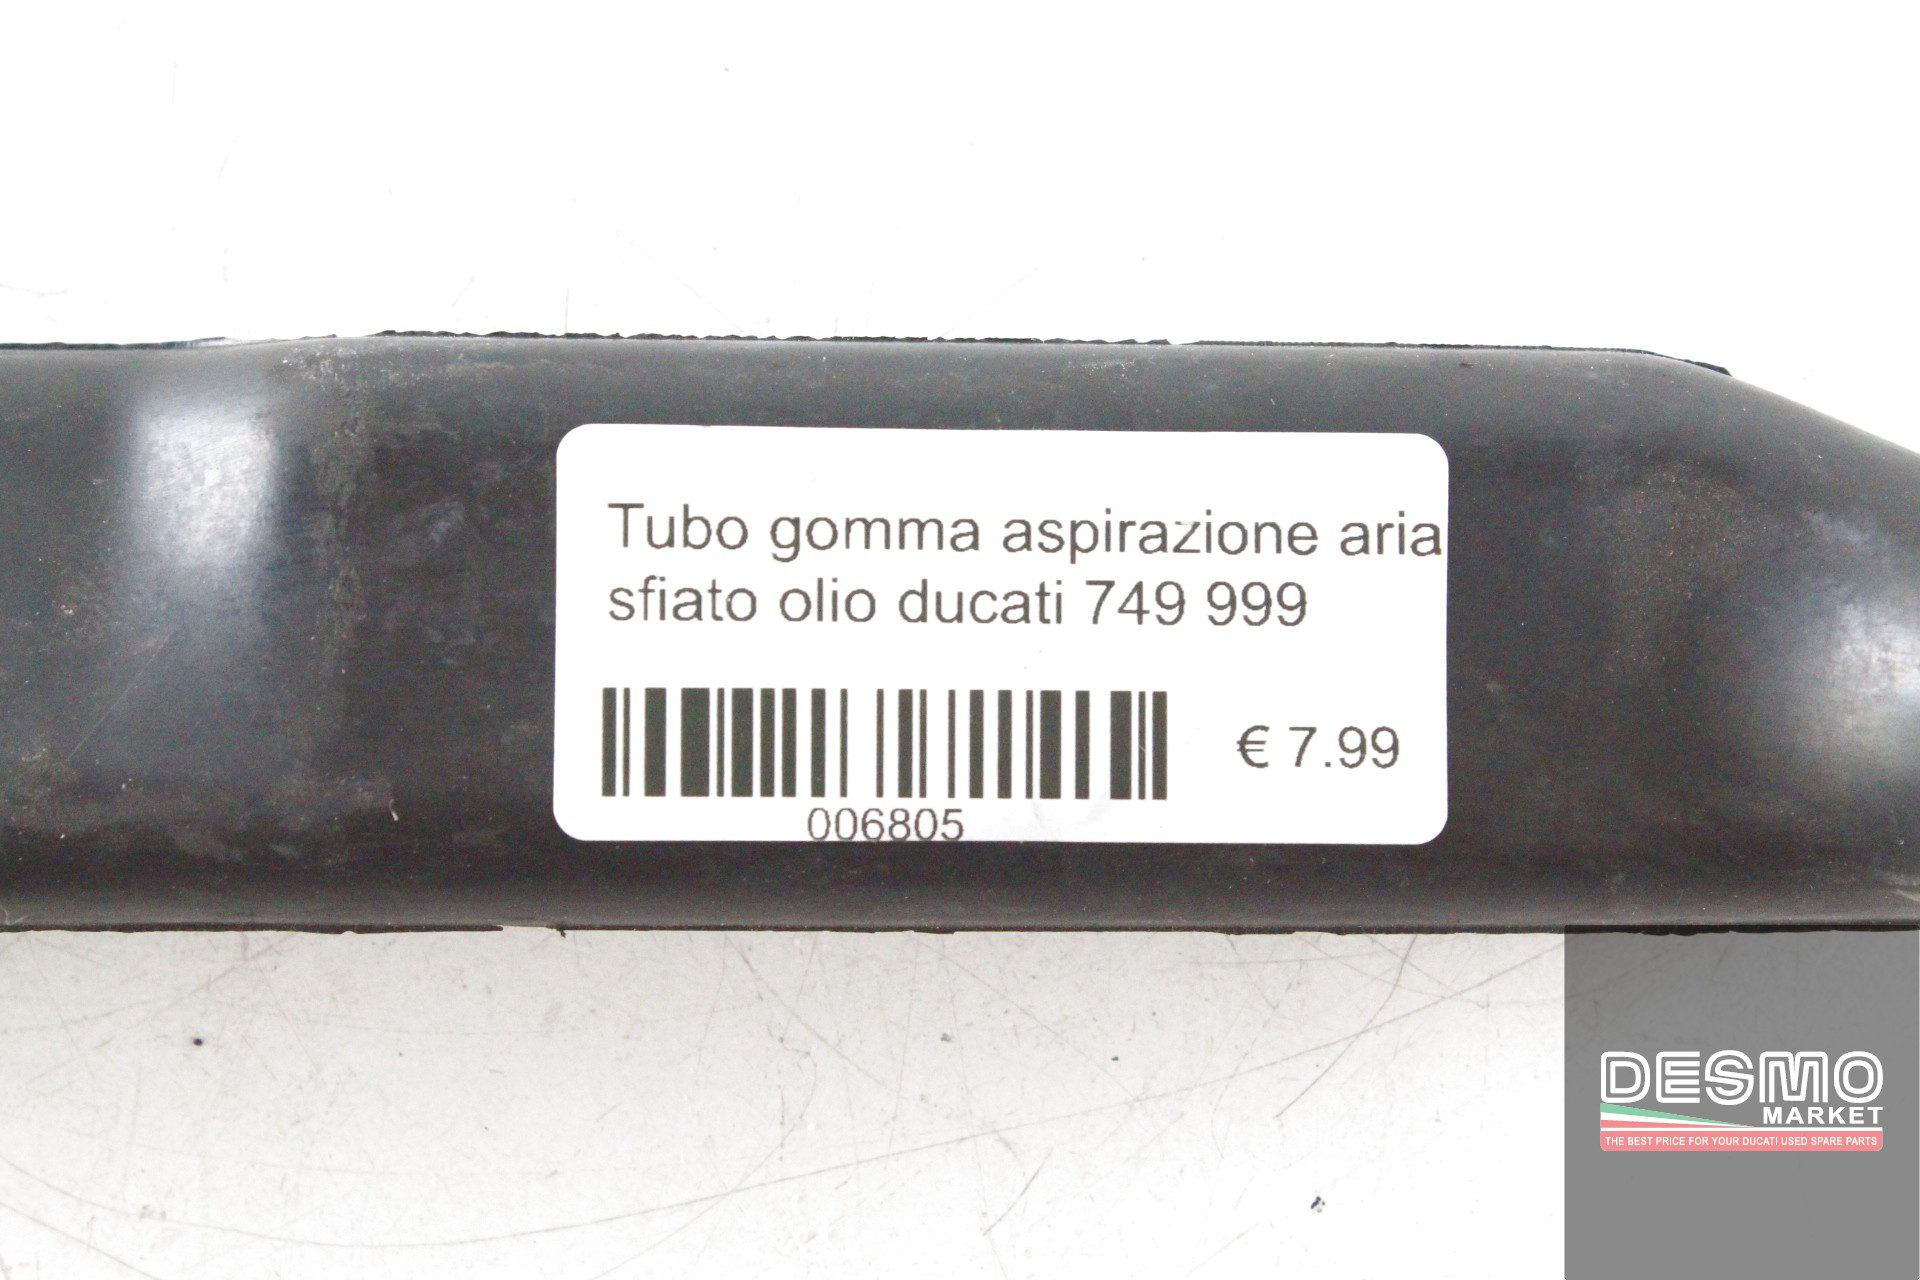 Tubo gomma aspirazione aria
sfiato olio ducati 749 999
€ 7.99
006805
DESMO
MARKET
THE BEST PRICE FOR YOUR DUCATI USED SPARE PARTS